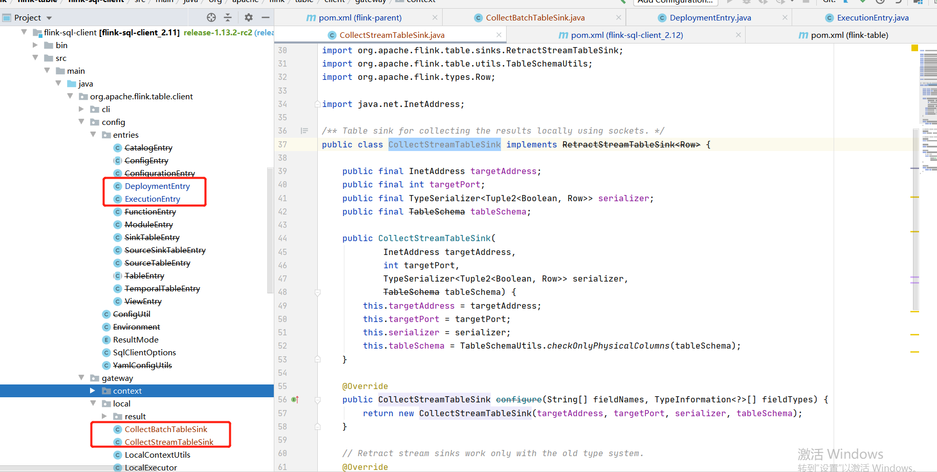 Project
flink-sql-client [flink-sql-client_2.11] release-1.13.2-rc2
bin
src
main
java
org.apache.flink.table.client
cli
config
entries
CatalogEntry
ConfigEntry
ConfigurationEntry
DeploymentEntry
ExecutionEntry
FunctionEntry
ModuleEntry
SinkTableEntry
SourceSinkTableEntry
SourceTableEntry
TableEntry
TemporalTableEntry
ViewEntry
ConfigUtil
Environment
ResultMode
SqlClientOptions
YamlConfigUtils
gateway
context
local
result
CollectBatchTableSink
CollectStreamTableSink
LocalContextUtils
LocalExecutor
pom.xml (flink-parent)
CollectBatchTableSink.java
DeploymentEntry.java
ExecutionEntry.java
CollectStreamTableSink.java
pom.xml (flink-sql-client_2.12)
pom.xml (flink-table)
30 import org.apache.flink.table.sinks.RetractStreamTableSink;
31 import org.apache.flink.table.utils.TableSchemaUtils;
32 import org.apache.flink.types.Row;
33
34 import java.net.InetAddress;
35
36 /** Table sink for collecting the results locally using sockets. */
37 public class CollectStreamTableSink implements RetractStreamTableSink<Row> {
38
39 public final InetAddress targetAddress;
40 public final int targetPort;
41 public final TypeSerializer<Tuple2<Boolean, Row>> serializer;
42 public final TableSchema tableSchema;
43
44 public CollectStreamTableSink(
45 InetAddress targetAddress,
46 int targetPort,
47 TypeSerializer<Tuple2<Boolean, Row>> serializer,
48 TableSchema tableSchema) {
49 this.targetAddress = targetAddress;
50 this.targetPort = targetPort;
51 this.serializer = serializer;
52 this.tableSchema = TableSchemaUtils.checkOnlyPhysicalColumns(tableSchema);
53 }
54
55 @Override
56 public CollectStreamTableSink configure(String[] fieldNames, TypeInformation<?>[] fieldTypes) {
57 return new CollectStreamTableSink(targetAddress, targetPort, serializer, tableSchema);
58 }
59
60 // Retract stream sinks work only with the old type system.
61 @Override
激活 Windows
转到"设置"以激活 Windows。